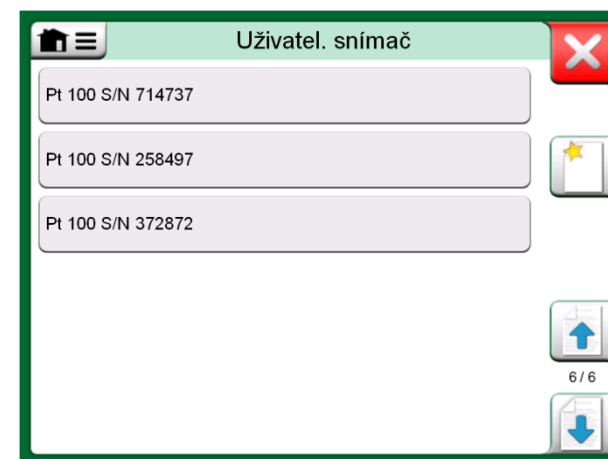 Uživatel. snímač
Pt 100 S/N 714737
Pt 100 S/N 258497
Pt 100 S/N 372872
6 / 6